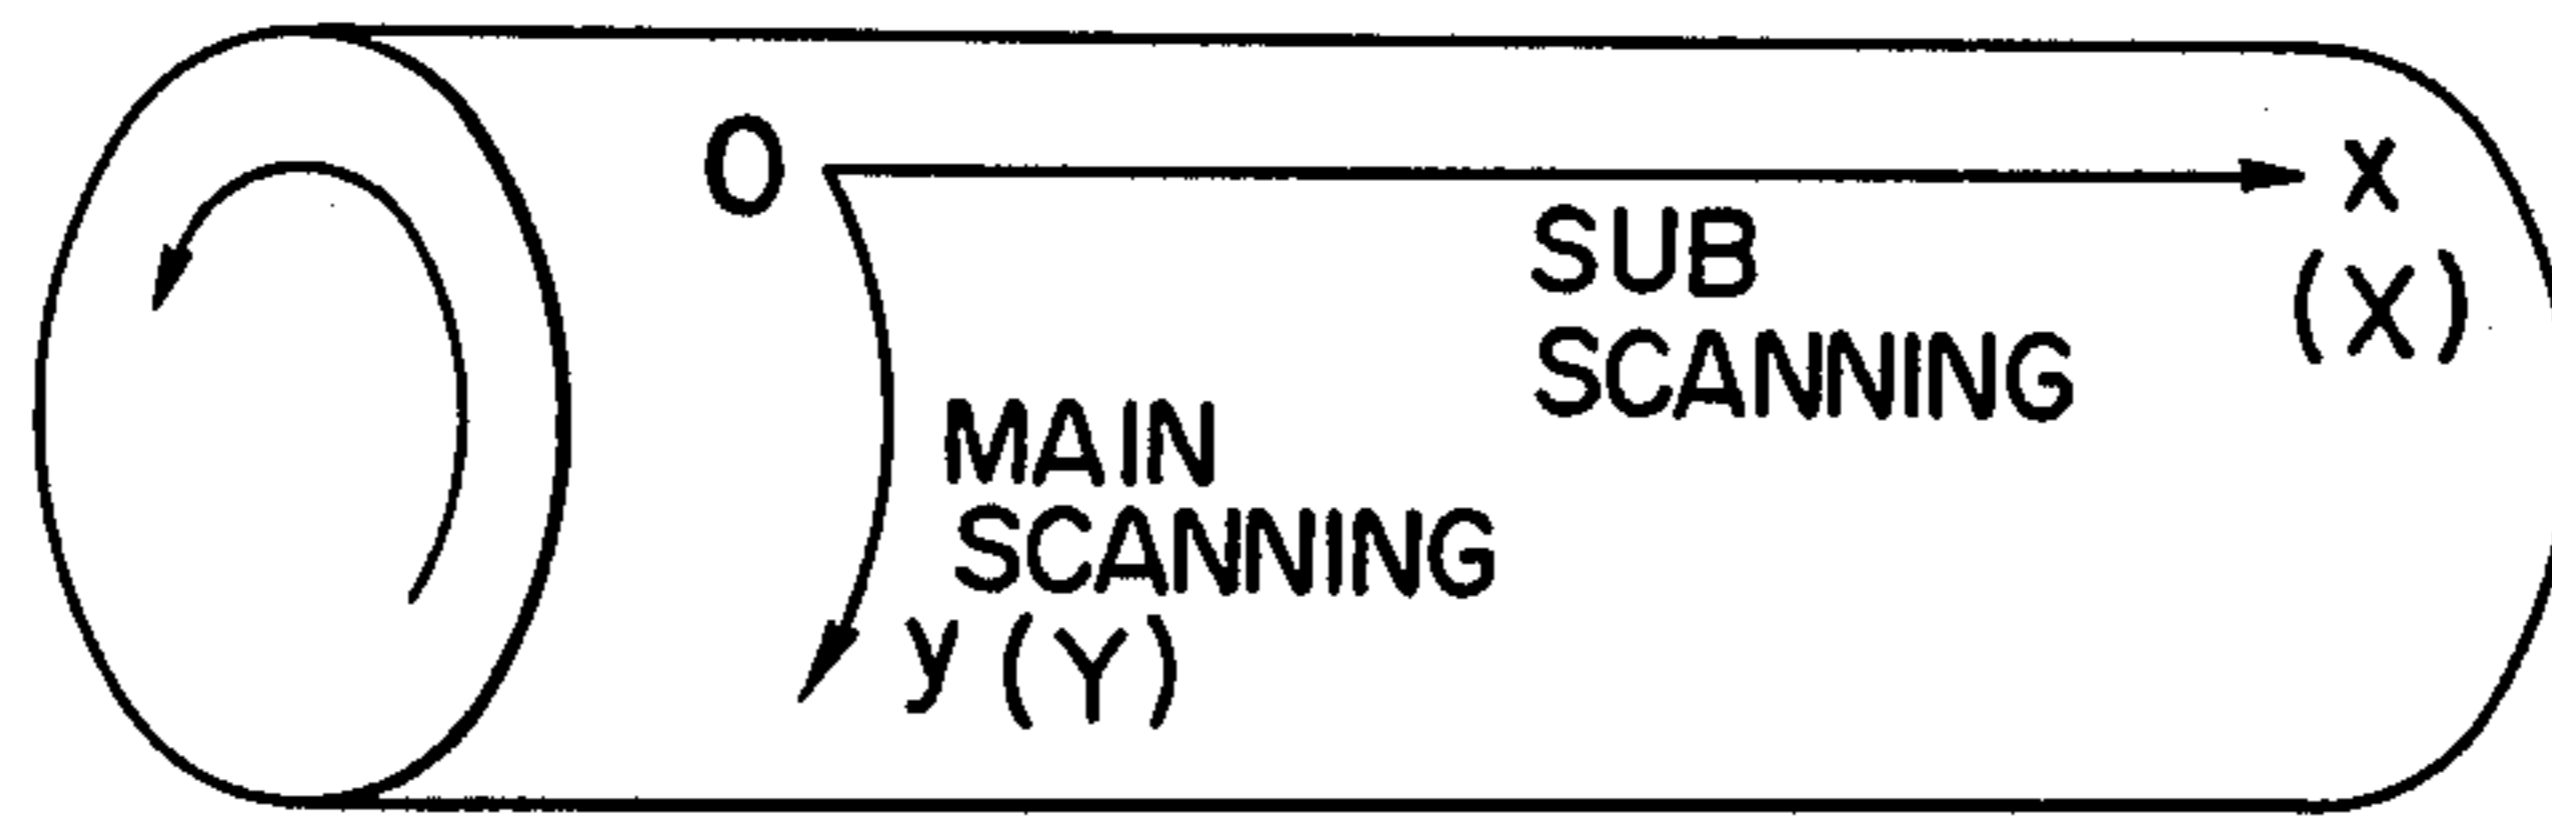 O
x
(X)
SUB
SCANNING
MAIN
SCANNING
y (Y)